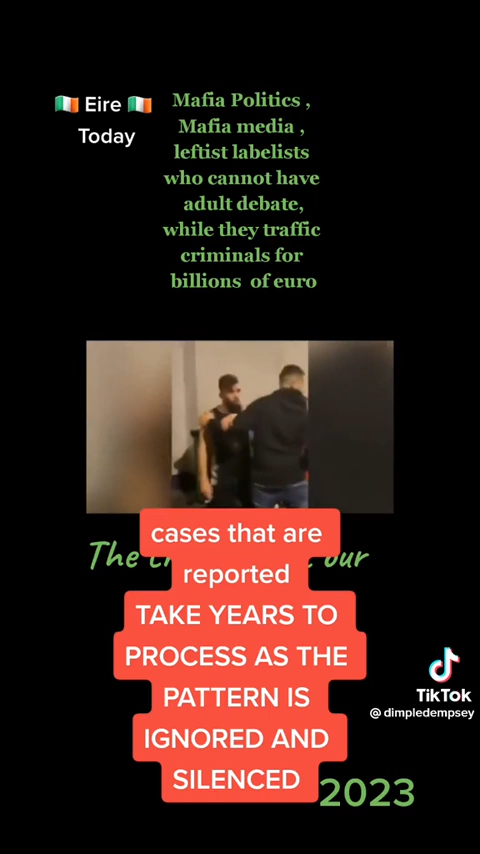 🇮🇪 Eire 🇮🇪
Today
Mafia Politics ,
Mafia media ,
leftist labelists
who cannot have
adult debate,
while they traffic
criminals for
billions of euro
The
our
cases that are
reported
TAKE YEARS TO
PROCESS AS THE
PATTERN IS
IGNORED AND
SILENCED
2023
TikTok
@ dimpledempsey